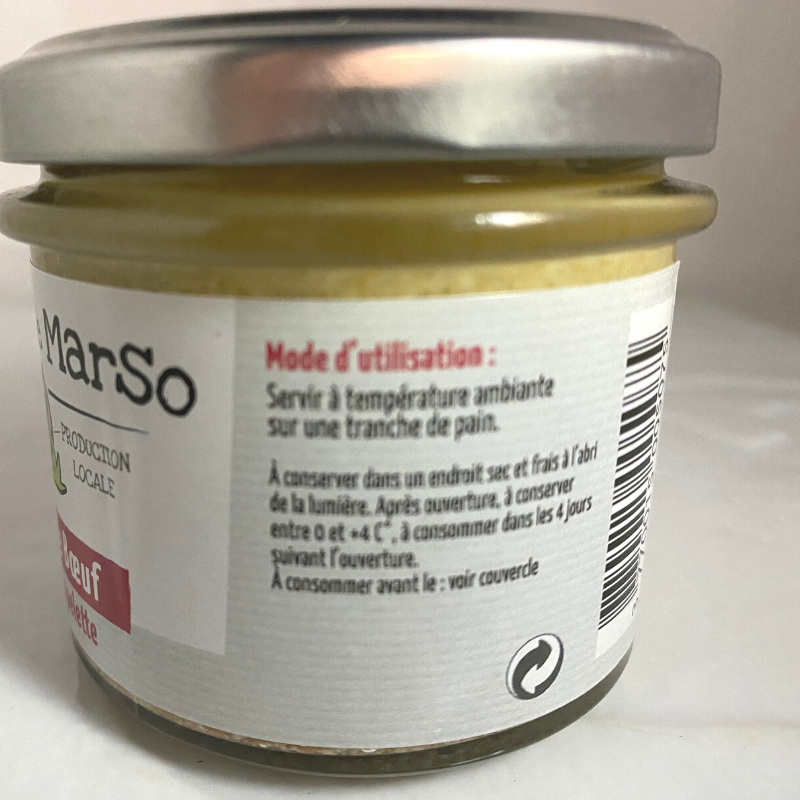 MarSo
PRODUCTION
LOCALE
Bœuf
Mode d'utilisation :
Servir à température ambiante
sur une tranche de pain.
À conserver dans un endroit sec et frais à l'abri
de la lumière. Après ouverture, à conserver
entre 0 et +4 C°, à consommer dans les 4 jours
suivant l'ouverture.
À consommer avant le : voir couvercle